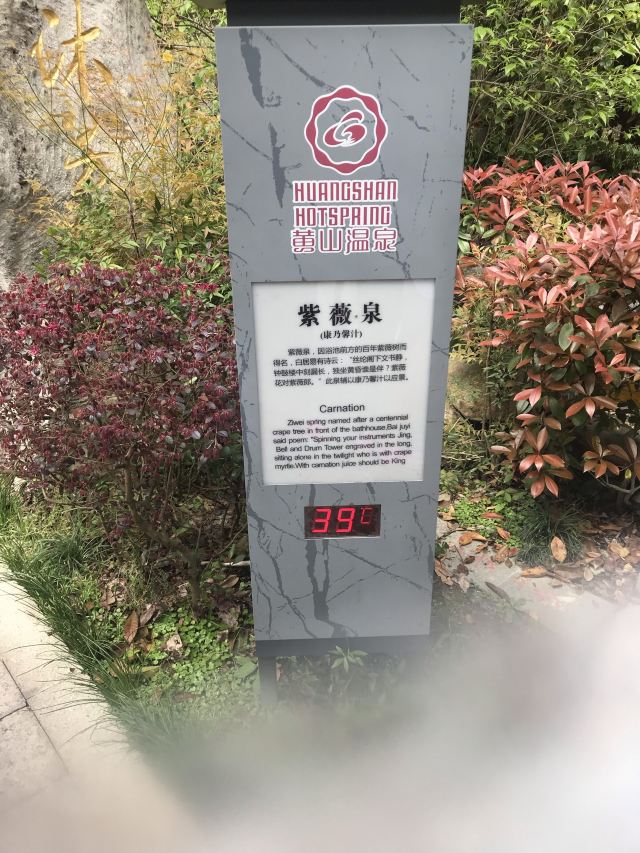 HUANGSHAN
HOTSPRING
黄山温泉
紫薇·泉
(康乃馨汁)
紫薇泉，因浴池前方的百年紫薇树而
得名，白居易有诗云：“丝纶阁下文书静，
钟鼓楼中刻漏长，独坐黄昏谁是伴？紫薇
花对紫薇郎。”此泉辅以康乃馨汁以应景。
Carnation
Ziwei spring named after a centennial
crape tree in front of the bathhouse,Bai juyi
said poem: "Spinning your instruments Jing,
Bell and Drum Tower engraved in the long,
sitting alone in the twilight who is with crape
myrtle.With carnation juice should be King
39℃